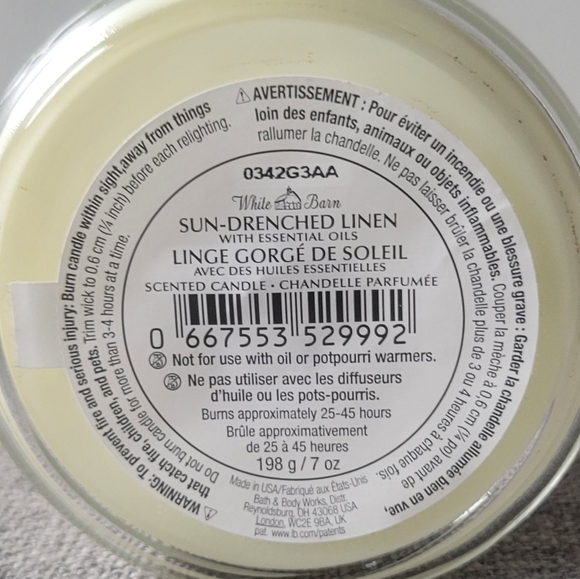 ⚠ WARNING: To prevent fire and serious injury: Burn candle within sight, away from things
that catch fire, children, and pets. Trim wick to 0,6 cm (¼ inch) before each relighting.
Do not burn candle for more than 3-4 hours at a time.
⚠ AVERTISSEMENT : Pour éviter un incendie ou une blessure grave : Garder la chandelle allumée bien en vue,
loin des enfants, animaux ou objets inflammables. Couper la mèche à 0,6 cm (¼ po) avant de
rallumer la chandelle. Ne pas laisser brûler la chandelle plus de 3 ou 4 heures à chaque fois.
0342G3AA
White Barn
SUN-DRENCHED LINEN
WITH ESSENTIAL OILS
LINGE GORGÉ DE SOLEIL
AVEC DES HUILES ESSENTIELLES
SCENTED CANDLE • CHANDELLE PARFUMÉE
0 667553 529992
Not for use with oil or potpourri warmers.
Ne pas utiliser avec les diffuseurs
d'huile ou les pots-pourris.
Burns approximately 25-45 hours
Brûle approximativement
de 25 à 45 heures
198 g / 7 oz
Made in USA/Fabriqué aux États-Unis
Bath & Body Works, Distr.
Reynoldsburg, OH 43068 USA
London, WC2E 9BA, UK
pat. www.lb.com/patents